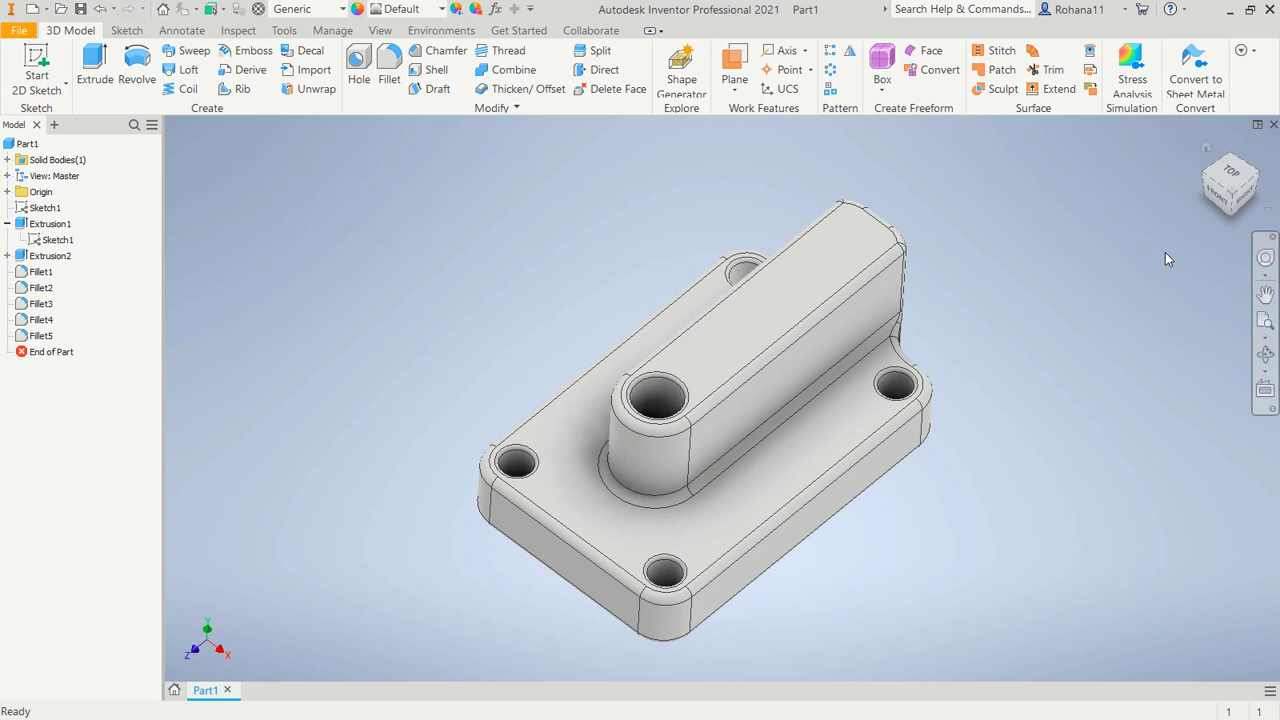 Generic
Default
Autodesk Inventor Professional 2021 Part1
Search Help & Commands...
Rohana11
File 3D Model Sketch Annotate Inspect Tools Manage View Environments Get Started Collaborate
Start
2D Sketch
Sketch
Extrude
Revolve
Sweep
Loft
Coil
Emboss
Derive
Rib
Decal
Import
Unwrap
Create
Hole
Fillet
Chamfer
Shell
Draft
Thread
Combine
Thicken/ Offset
Split
Direct
Delete Face
Modify
Shape
Generator
Explore
Plane
Axis
Point
UCS
Work Features
Pattern
Box
Face
Convert
Create Freeform
Stitch
Patch
Sculpt
Trim
Extend
Surface
Stress
Analysis
Simulation
Convert to
Sheet Metal
Convert
Model
Part1
Solid Bodies(1)
View: Master
Origin
Sketch1
Extrusion1
Sketch1
Extrusion2
Fillet1
Fillet2
Fillet3
Fillet4
Fillet5
End of Part
TOP
FRONT
RIGHT
Y
Z
X
Part1
Ready
1 1